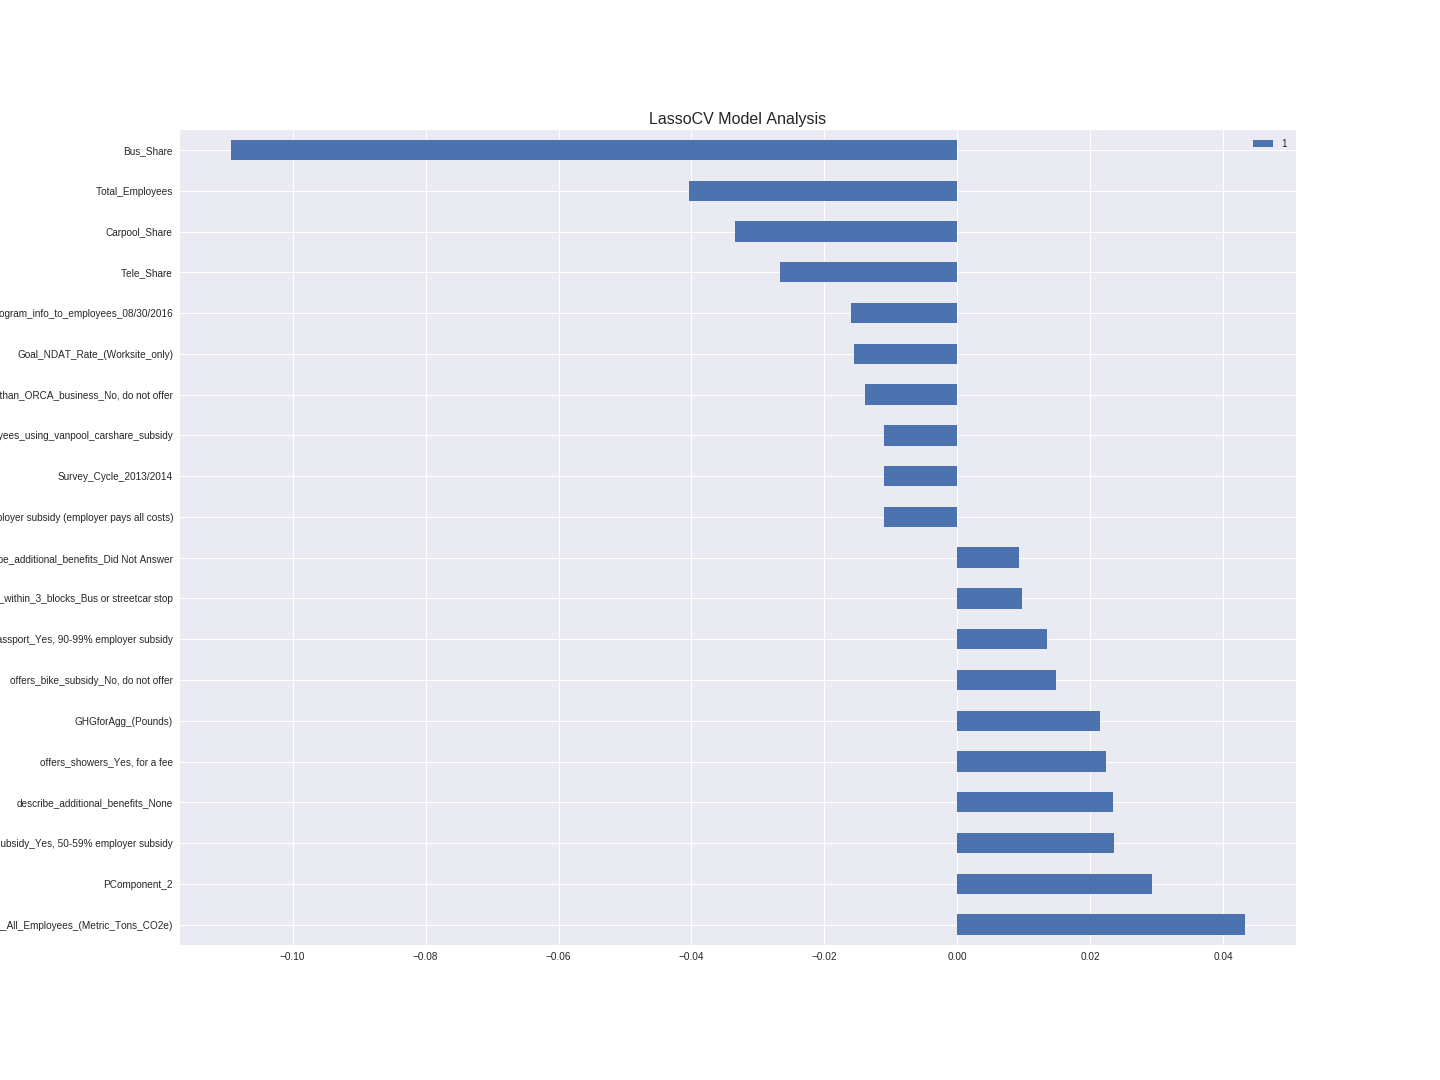 LassoCV Model Analysis
1
Bus_Share
Total_Employees
Carpool_Share
Tele_Share
ogram_info_to_employees_08/30/2016
Goal_NDAT_Rate_(Worksite_only)
than_ORCA_business_No, do not offer
yees_using_vanpool_carshare_subsidy
Survey_Cycle_2013/2014
ployer subsidy (employer pays all costs)
be_additional_benefits_Did Not Answer
_within_3_blocks_Bus or streetcar stop
assport_Yes, 90-99% employer subsidy
offers_bike_subsidy_No, do not offer
GHGforAgg_(Pounds)
offers_showers_Yes, for a fee
describe_additional_benefits_None
ubsidy_Yes, 50-59% employer subsidy
PComponent_2
_All_Employees_(Metric_Tons_CO2e)
−0.10 −0.08 −0.06 −0.04 −0.02 0.00 0.02 0.04